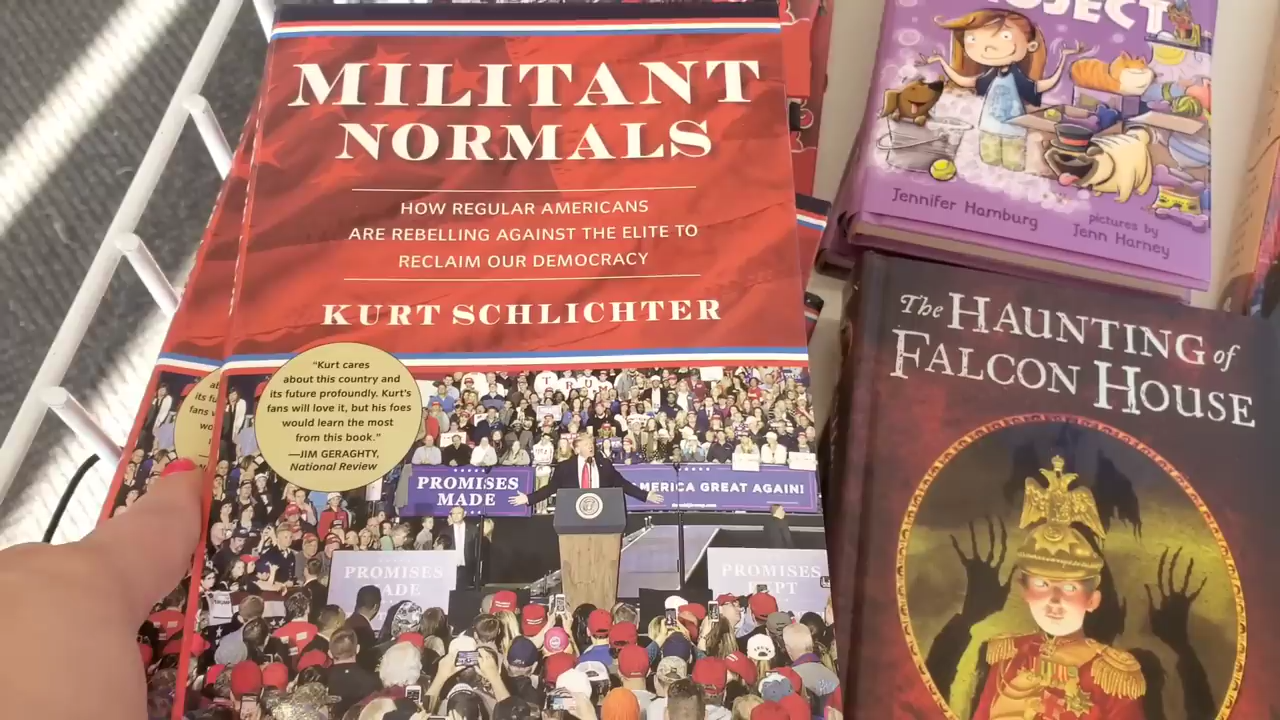 MILITANT
NORMALS
HOW REGULAR AMERICANS
ARE REBELLING AGAINST THE ELITE TO
RECLAIM OUR DEMOCRACY
KURT SCHLICHTER
"Kurt cares
about this country and
its future profoundly. Kurt's
fans will love it, but his foes
would learn the most
from this book."
—JIM GERAGHTY,
National Review
PROMISES
MADE
AMERICA GREAT AGAIN!
PROMISES
MADE
PROMISES
KEPT
PROJECT
Jennifer Hamburg
pictures by
Jenn Harney
The HAUNTING of
FALCON HOUSE